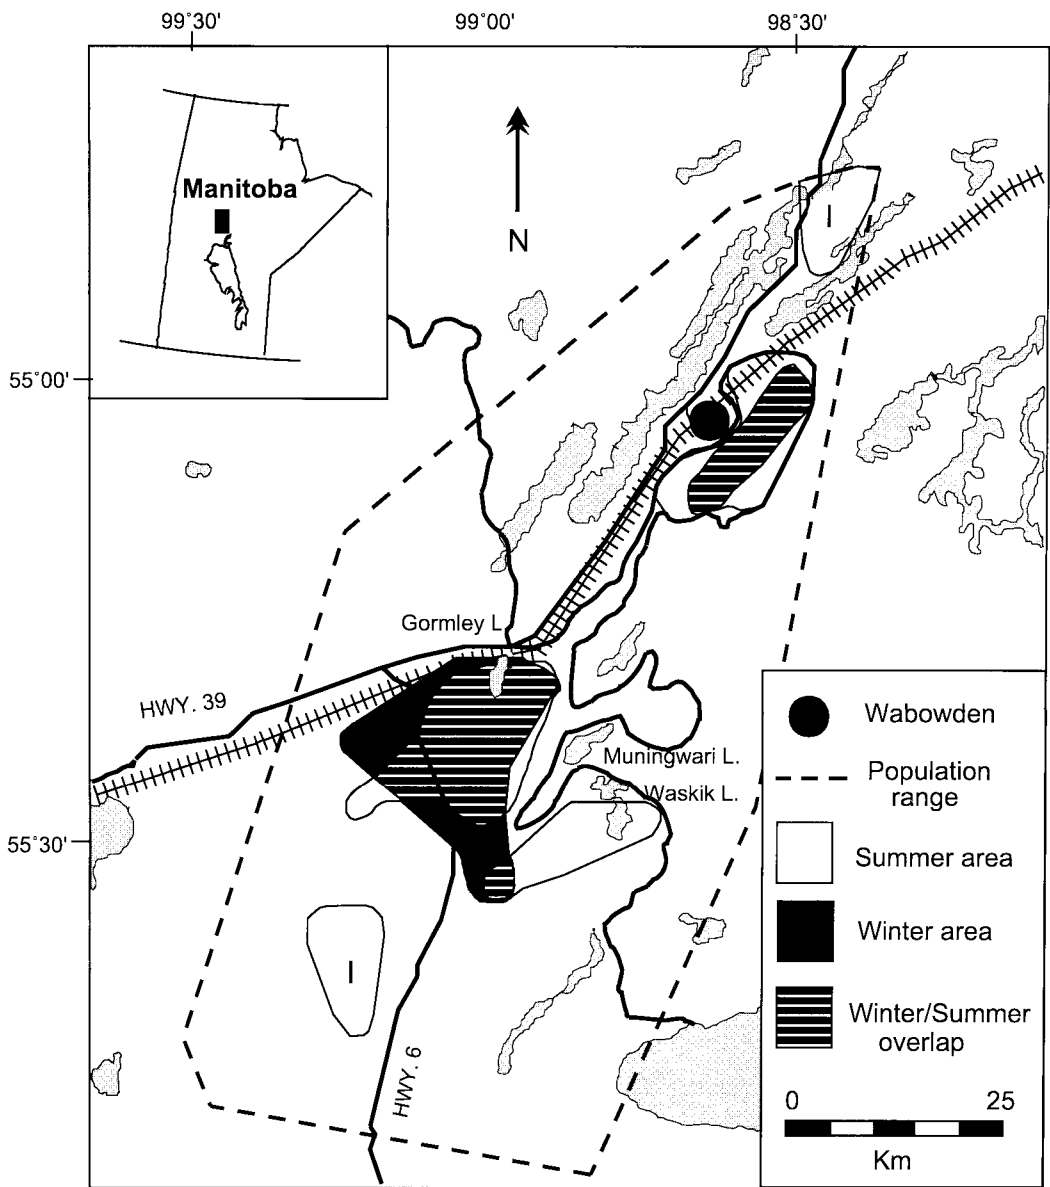 99°30' 99°00' 98°30'
Manitoba
N
I
55°00'
Gormley L.
HWY. 39
Muningwari L.
Waskik L.
55°30'
I
HWY. 6
Wabowden
Population
range
Summer area
Winter area
Winter/Summer
overlap
0 25
Km